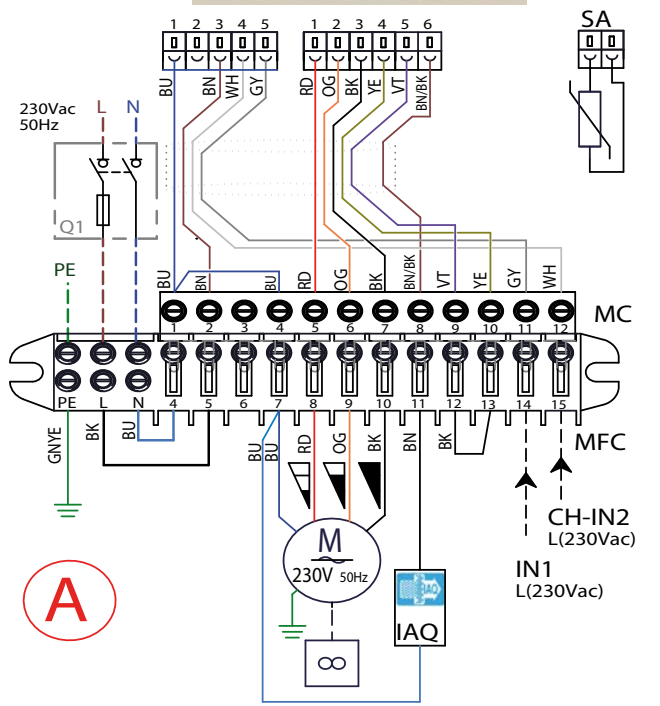 1 2 3 4 5 1 2 3 4 5 6
SA
BU BN WH GY RD OG BK YE VT BN/BK
230Vac
50Hz
L N
Q1
PE
BU BN BU RD OG BK BN/BK VT YE GY WH
MC
1 2 3 4 5 6 7 8 9 10 11 12
PE L N 4 5 6 7 8 9 10 11 12 13 14 15
MFC
GNYE BK BU BU BU RD OG BK BN BK
CH-IN2
L(230Vac)
IN1
L(230Vac)
M
230V 50Hz
IAQ
A